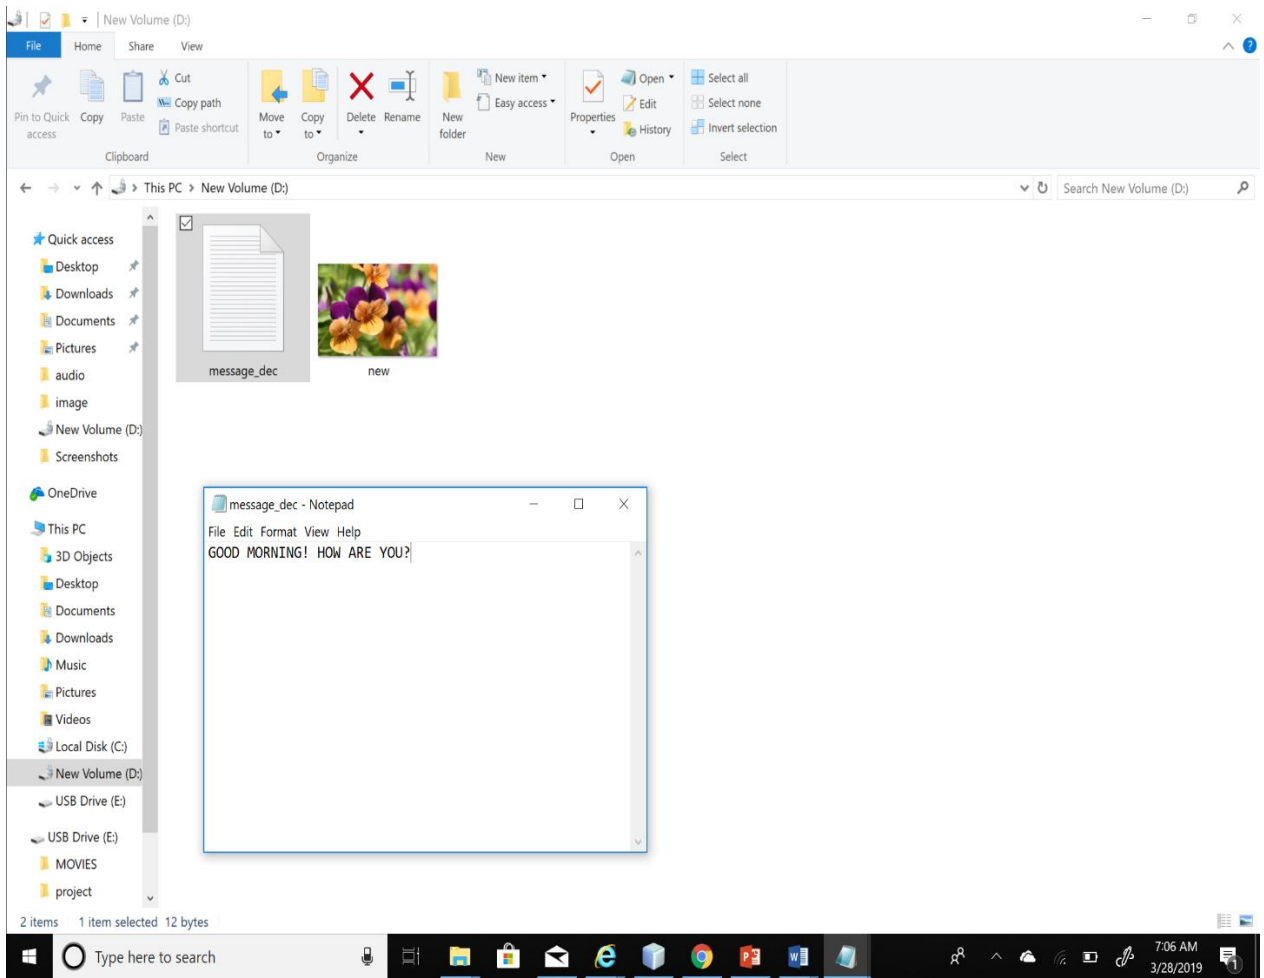 New Volume (D:)
File Home Share View
Pin to Quick access
Copy
Paste
Cut
Copy path
Paste shortcut
Clipboard
Move to
Copy to
Delete
Rename
Organize
New folder
New item
Easy access
New
Properties
Open
Edit
History
Open
Select all
Select none
Invert selection
Select
This PC > New Volume (D:)
Search New Volume (D:)
Quick access
Desktop
Downloads
Documents
Pictures
audio
image
New Volume (D:)
Screenshots
OneDrive
This PC
3D Objects
Desktop
Documents
Downloads
Music
Pictures
Videos
Local Disk (C:)
New Volume (D:)
USB Drive (E:)
USB Drive (E:)
MOVIES
project
message_dec
new
message_dec - Notepad
File Edit Format View Help
GOOD MORNING! HOW ARE YOU?
2 items 1 item selected 12 bytes
Type here to search
7:06 AM
3/28/2019
1